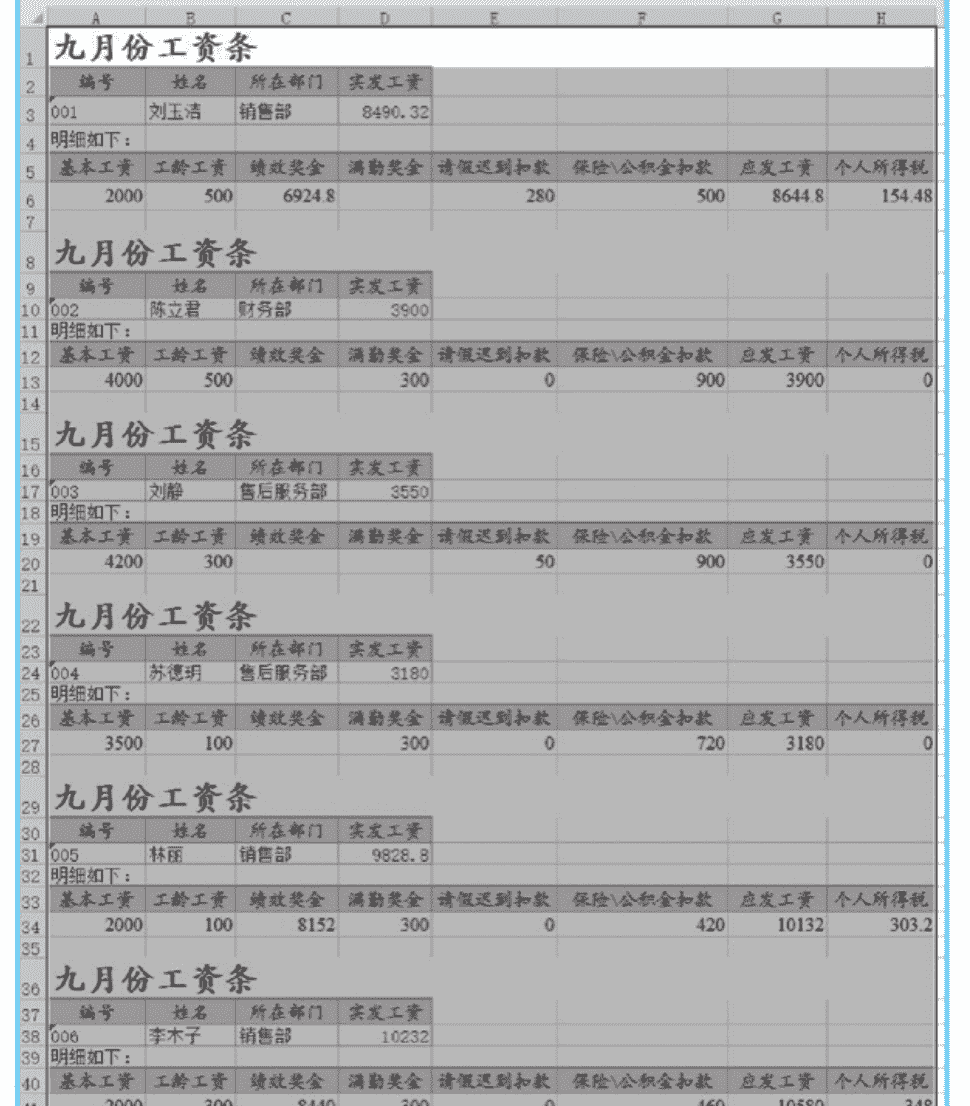 A B C D E F G H
1 九月份工资条
2 编号 姓名 所在部门 实发工资
3 001 刘玉洁 销售部 8490.32
4 明细如下：
5 基本工资 工龄工资 绩效奖金 满勤奖金 请假迟到扣款 保险\公积金扣款 应发工资 个人所得税
6 2000 500 6924.8 280 500 8644.8 154.48
7
8 九月份工资条
9 编号 姓名 所在部门 实发工资
10 002 陈立君 财务部 3900
11 明细如下：
12 基本工资 工龄工资 绩效奖金 满勤奖金 请假迟到扣款 保险\公积金扣款 应发工资 个人所得税
13 4000 500 300 0 900 3900 0
14
15 九月份工资条
16 编号 姓名 所在部门 实发工资
17 003 刘静 售后服务部 3550
18 明细如下：
19 基本工资 工龄工资 绩效奖金 满勤奖金 请假迟到扣款 保险\公积金扣款 应发工资 个人所得税
20 4200 300 50 900 3550 0
21
22 九月份工资条
23 编号 姓名 所在部门 实发工资
24 004 苏德玥 售后服务部 3180
25 明细如下：
26 基本工资 工龄工资 绩效奖金 满勤奖金 请假迟到扣款 保险\公积金扣款 应发工资 个人所得税
27 3500 100 300 0 720 3180 0
28
29 九月份工资条
30 编号 姓名 所在部门 实发工资
31 005 林丽 销售部 9828.8
32 明细如下：
33 基本工资 工龄工资 绩效奖金 满勤奖金 请假迟到扣款 保险\公积金扣款 应发工资 个人所得税
34 2000 100 8152 300 0 420 10132 303.2
35
36 九月份工资条
37 编号 姓名 所在部门 实发工资
38 006 李木子 销售部 10232
39 明细如下：
40 基本工资 工龄工资 绩效奖金 满勤奖金 请假迟到扣款 保险\公积金扣款 应发工资 个人所得税